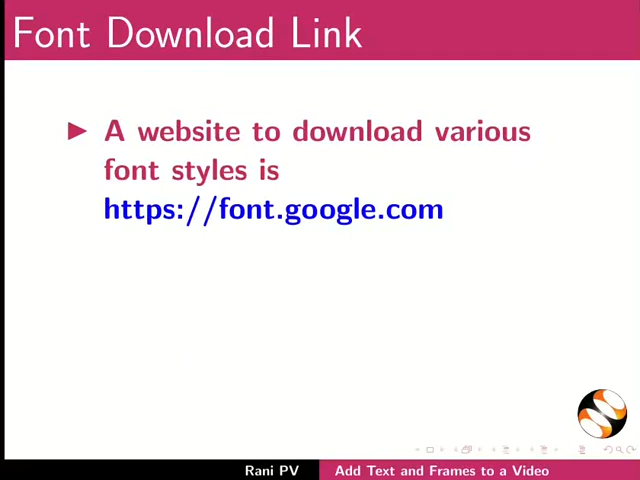 Font Download Link
A website to download various
font styles is
https://font.google.com
Rani PV
Add Text and Frames to a Video